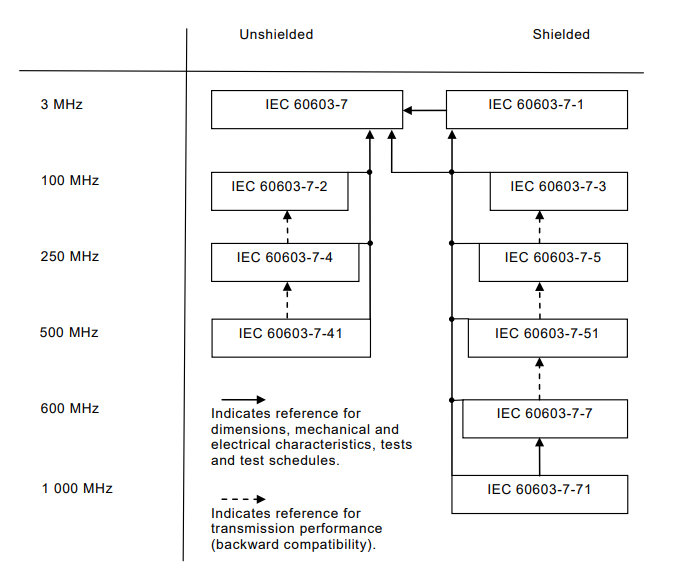 Unshielded Shielded
3 MHz IEC 60603-7 IEC 60603-7-1
100 MHz IEC 60603-7-2 IEC 60603-7-3
250 MHz IEC 60603-7-4 IEC 60603-7-5
500 MHz IEC 60603-7-41 IEC 60603-7-51
600 MHz IEC 60603-7-7
Indicates reference for
dimensions, mechanical and
electrical characteristics, tests
and test schedules.
1 000 MHz IEC 60603-7-71
Indicates reference for
transmission performance
(backward compatibility).